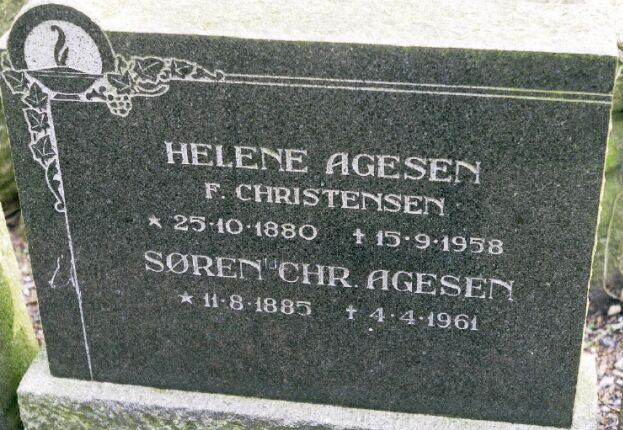 HELENE AGESEN
F. CHRISTENSEN
★ 25·10·1880 ✝ 15·9·1958
SØREN CHR. AGESEN
★ 11·8·1885 ✝ 4·4·1961